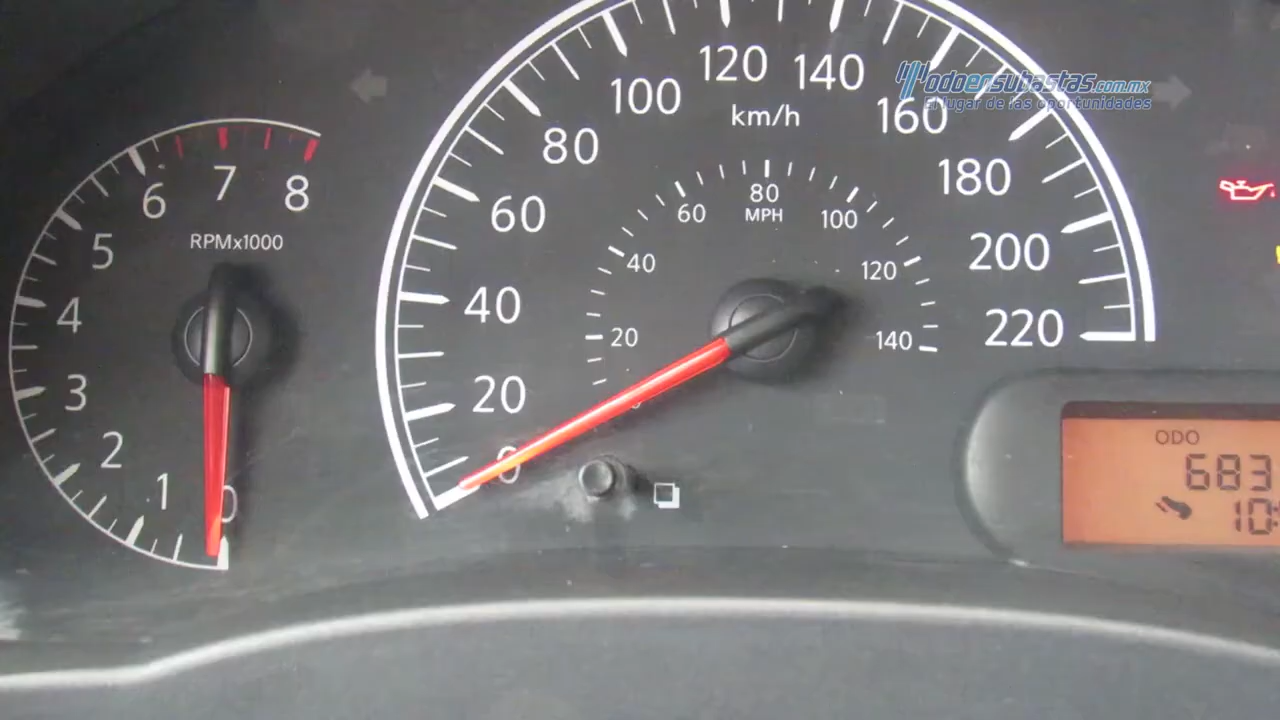 TodoenSubastas.com.mx
El lugar de las oportunidades
0 1 2 3 4 5 6 7 8
RPMx1000
0 20 40 60 80 100 120 140 160 180 200 220
km/h
20 40 60 80 100 120 140
MPH
ODO
683
10: